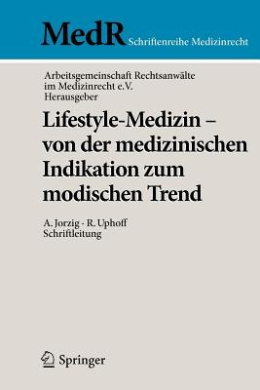 MedR Schriftenreihe Medizinrecht
Arbeitsgemeinschaft Rechtsanwälte
im Medizinrecht e.V.
Herausgeber
Lifestyle-Medizin –
von der medizinischen
Indikation zum
modischen Trend
A. Jorzig · R. Uphoff
Schriftleitung
Springer